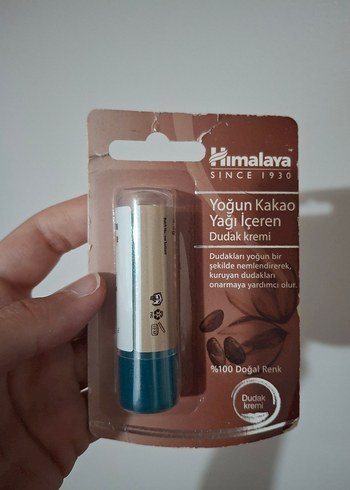 Himalaya
SINCE 1930
Yoğun Kakao
Yağı İçeren
Dudak kremi
Dudakları yoğun bir
şekilde nemlendirerek,
kuruyan dudakları
onarmaya yardımcı olur.
%100 Doğal Renk
Dudak
kremi